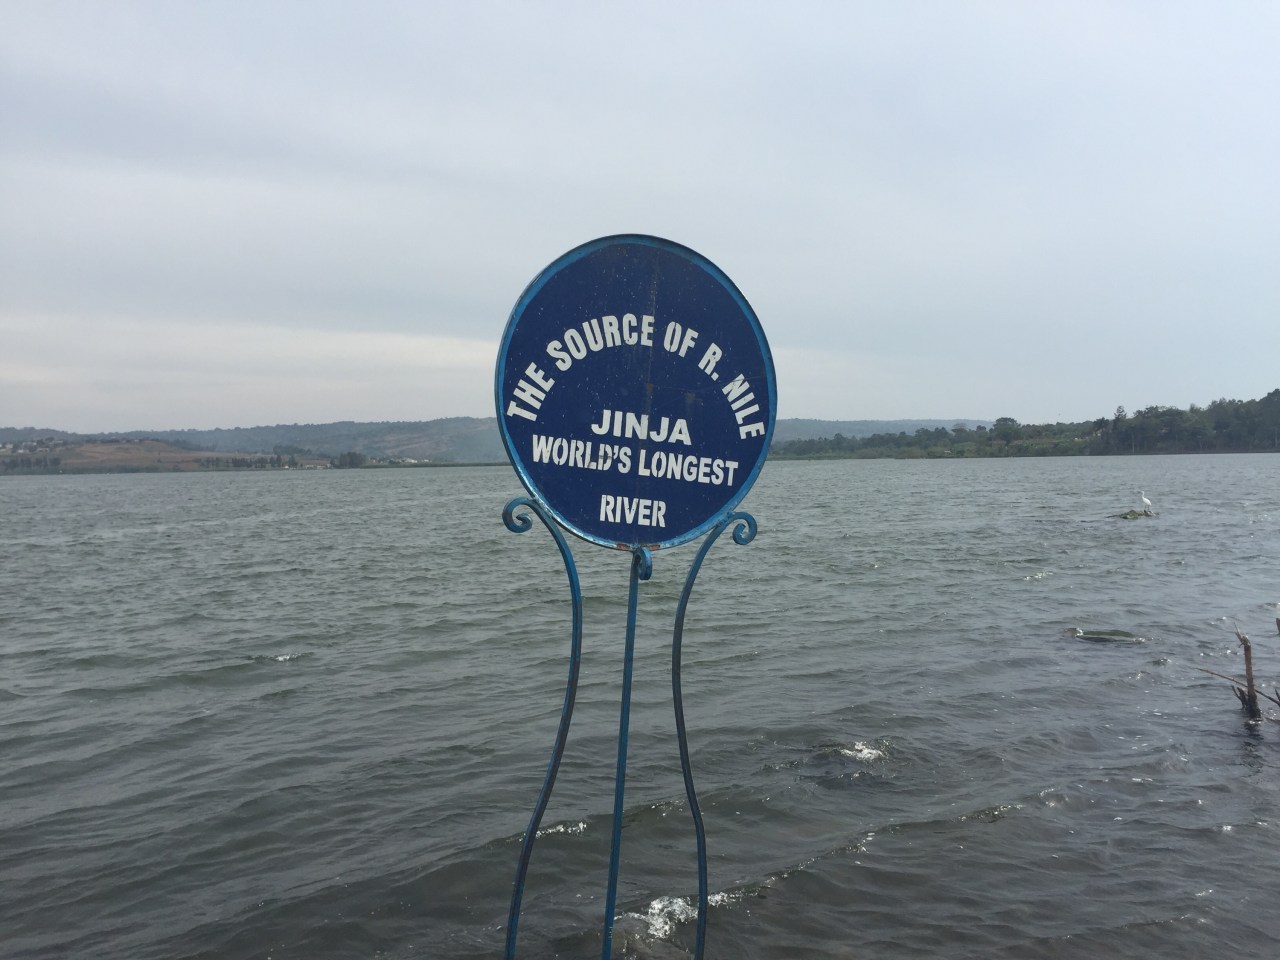 THE SOURCE OF R. NILE
JINJA
WORLD'S LONGEST
RIVER